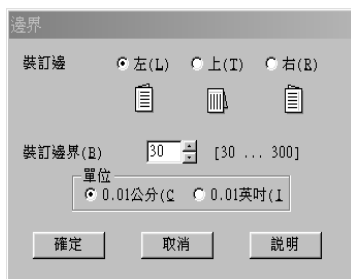 邊界
裝訂邊 左(L) 上(T) 右(R)
裝訂邊界(B) 30 [30 ... 300]
單位
0.01公分(C 0.01英吋(I
確定 取消 説明